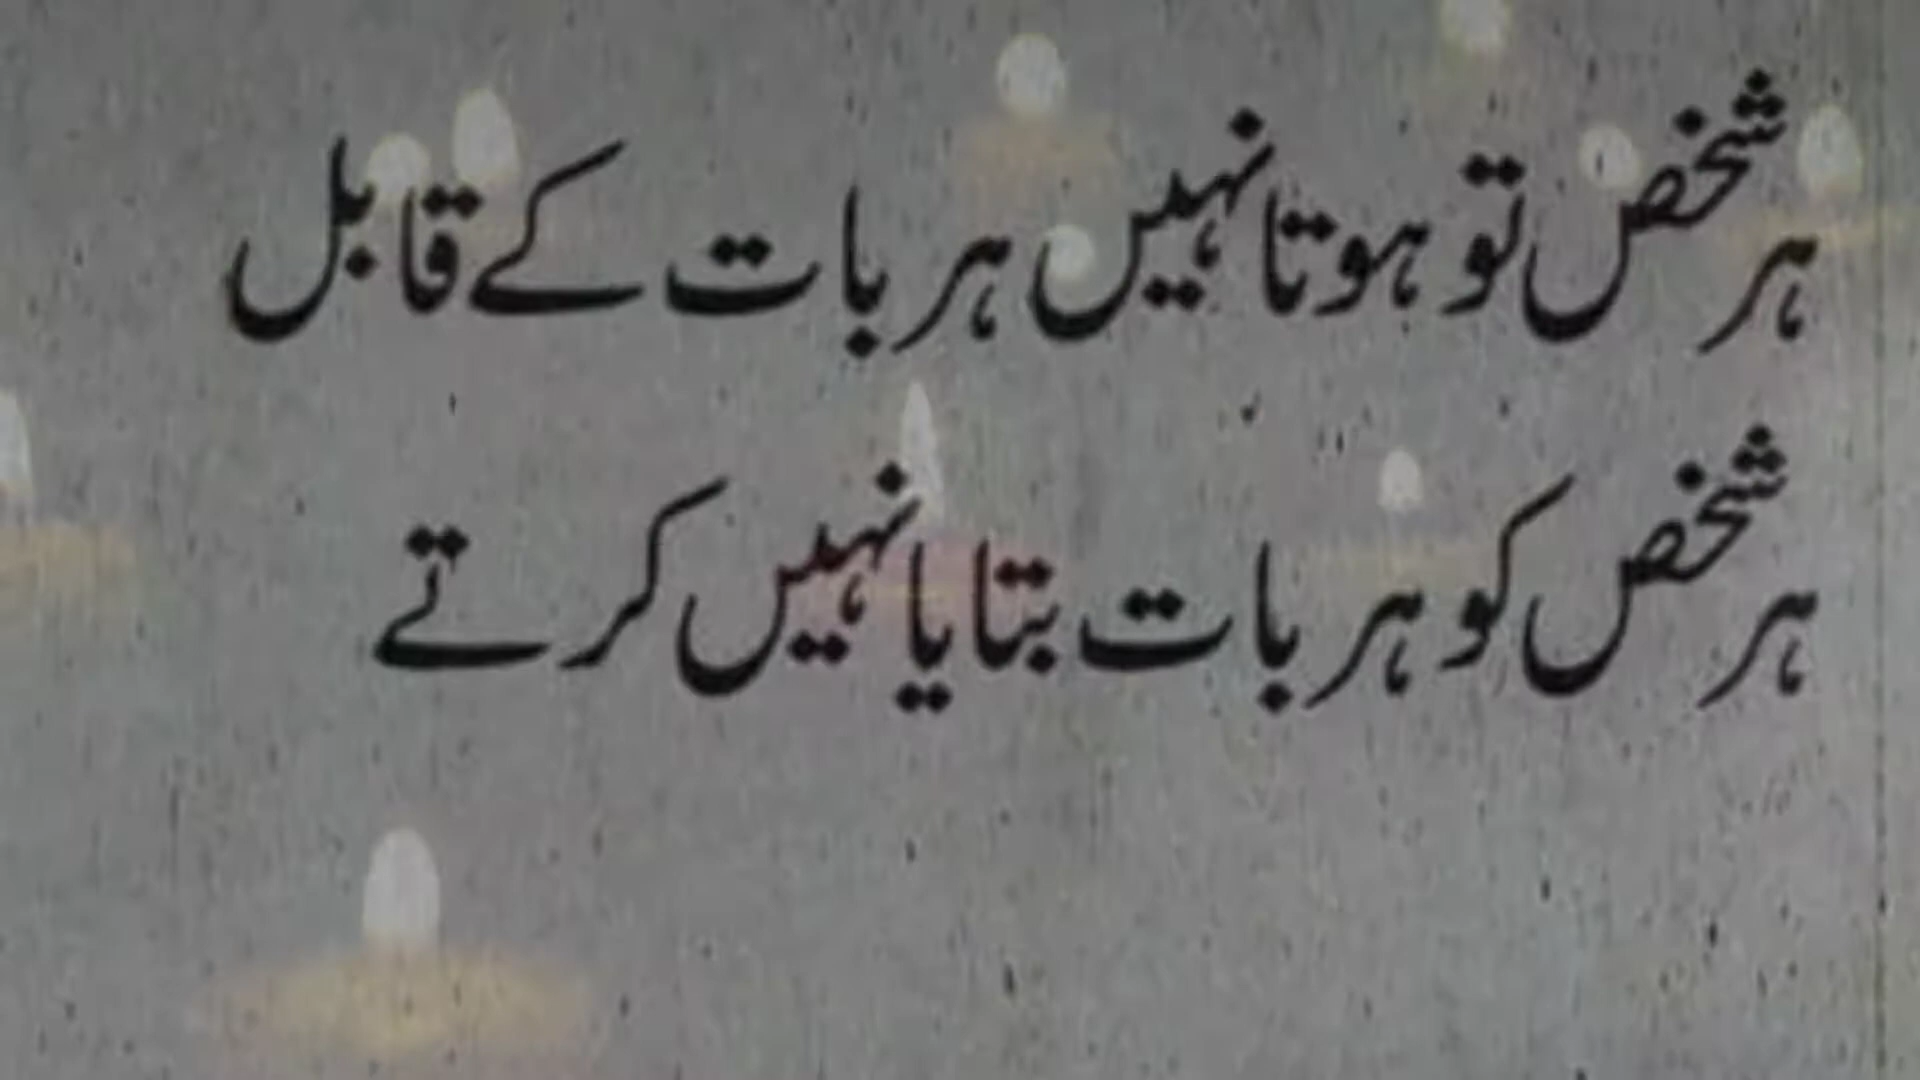 ہر شخص تو ہوتا نہیں ہر بات کے قابل
ہر شخص کو ہر بات بتایا نہیں کرتے